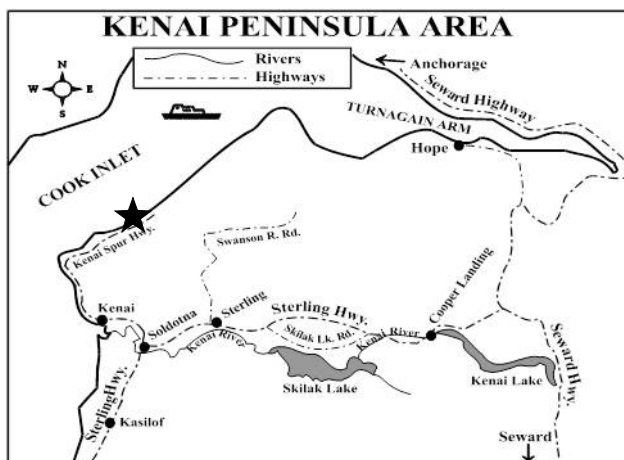 KENAI PENINSULA AREA
Rivers
Highways
N
W
E
S
Anchorage
Seward Highway
TURNAGAIN ARM
Hope
COOK INLET
Kenai Spur Hwy.
Swanson R. Rd.
Kenai
Soldotna
Sterling
Sterling Hwy.
Skilak Lk. Rd.
Kenai River
Kenai River
Cooper Landing
Skilak Lake
Kenai Lake
Seward Hwy.
Sterling Hwy.
Kasilof
Seward